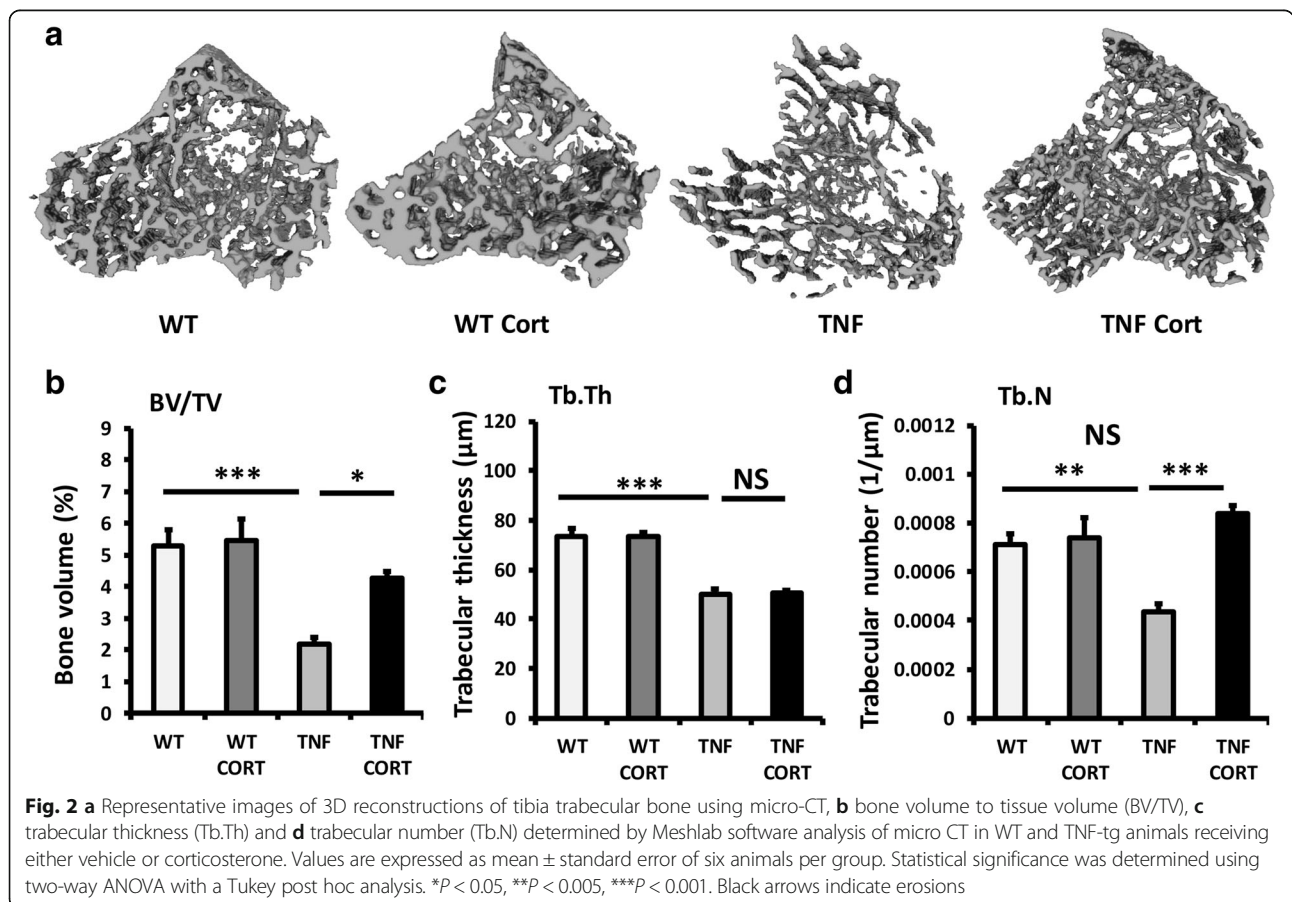 a
WT WT Cort TNF TNF Cort
b
BV/TV
Bone volume (%)
9
8
7
6
5
4
3
2
1
0
***
*
WT WT CORT TNF TNF CORT
c
Tb.Th
Trabecular thickness (µm)
120
100
80
60
40
20
0
***
NS
WT WT CORT TNF TNF CORT
d
Tb.N
Trabecular number (1/µm)
0.0012
0.001
0.0008
0.0006
0.0004
0.0002
0
NS
**
***
WT WT CORT TNF TNF CORT
Fig. 2 a Representative images of 3D reconstructions of tibia trabecular bone using micro-CT, b bone volume to tissue volume (BV/TV), c
trabecular thickness (Tb.Th) and d trabecular number (Tb.N) determined by Meshlab software analysis of micro CT in WT and TNF-tg animals receiving
either vehicle or corticosterone. Values are expressed as mean ± standard error of six animals per group. Statistical significance was determined using
two-way ANOVA with a Tukey post hoc analysis. *P < 0.05, **P < 0.005, ***P < 0.001. Black arrows indicate erosions